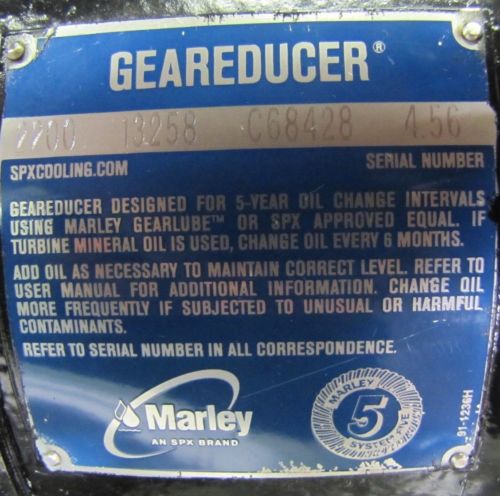 GEAREDUCER®
2200 13258 C68428 4.56
SPXCOOLING.COM SERIAL NUMBER
GEAREDUCER DESIGNED FOR 5-YEAR OIL CHANGE INTERVALS
USING MARLEY GEARLUBE™ OR SPX APPROVED EQUAL. IF
TURBINE MINERAL OIL IS USED, CHANGE OIL EVERY 6 MONTHS.
ADD OIL AS NECESSARY TO MAINTAIN CORRECT LEVEL. REFER TO
USER MANUAL FOR ADDITIONAL INFORMATION. CHANGE OIL
MORE FREQUENTLY IF SUBJECTED TO UNUSUAL OR HARMFUL
CONTAMINANTS.
REFER TO SERIAL NUMBER IN ALL CORRESPONDENCE.
Marley
AN SPX BRAND
MARLEY
5
SYSTEM FIVE
91-1236H